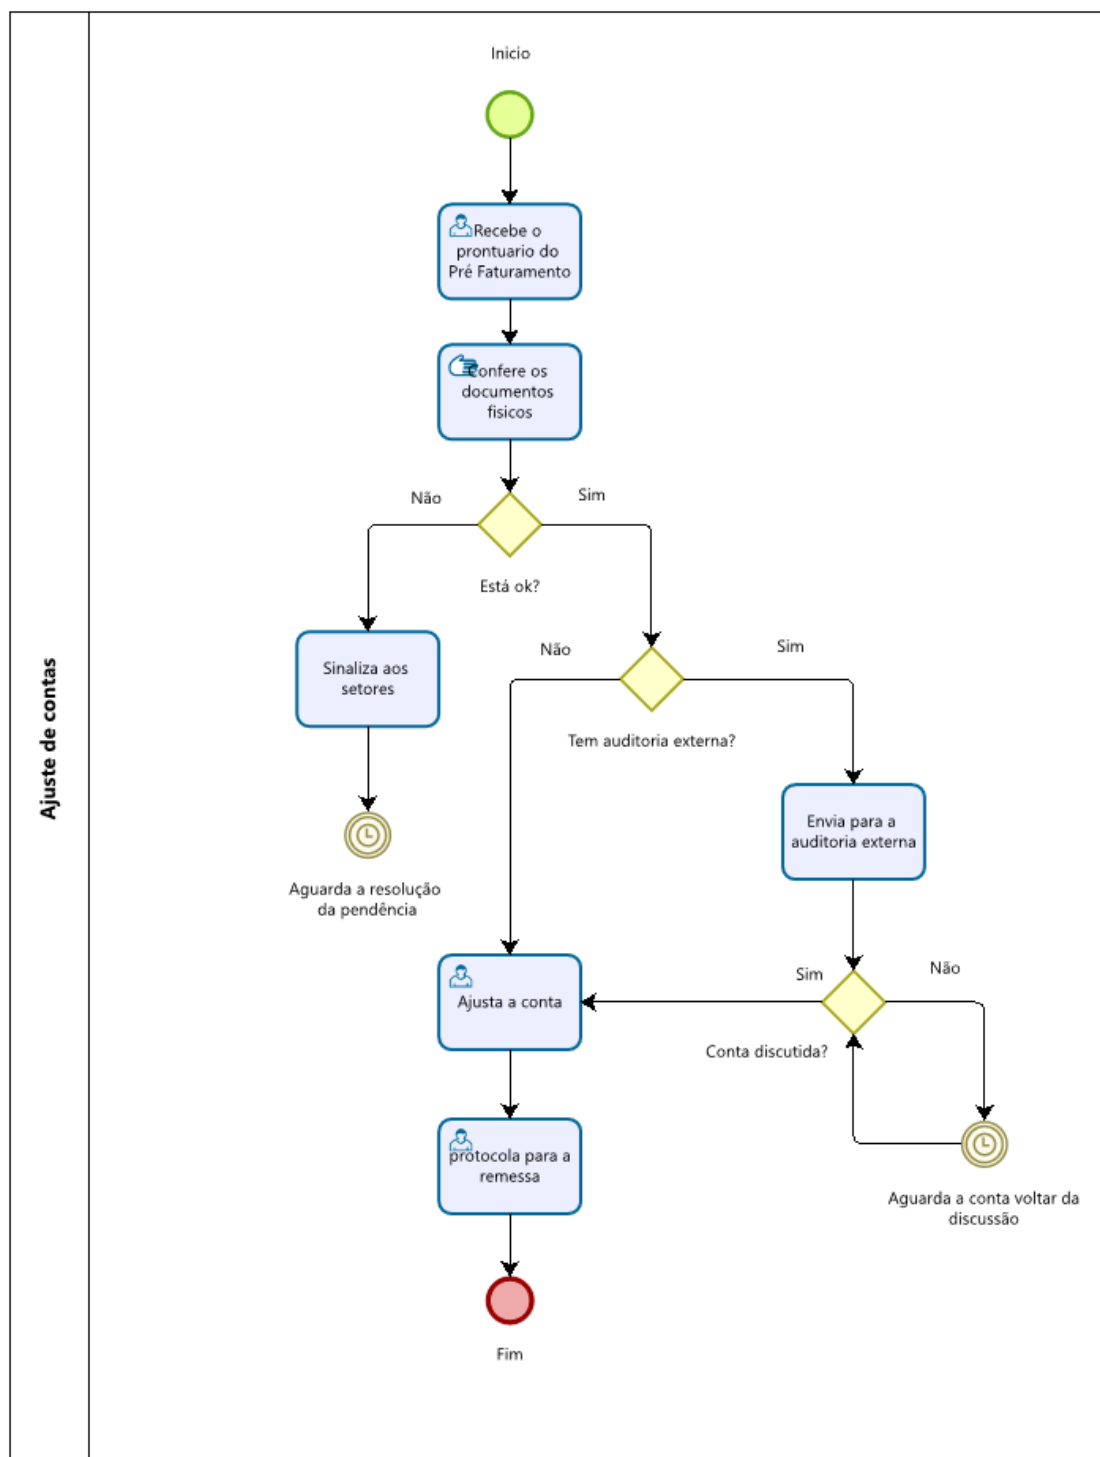 Inicio
Recebe o
prontuario do
Pré Faturamento
Confere os
documentos
fisicos
Não
Sim
Está ok?
Sinaliza aos
setores
Não
Sim
Tem auditoria externa?
Ajuste de contas
Envia para a
auditoria externa
Aguarda a resolução
da pendência
Ajusta a conta
Sim
Não
Conta discutida?
protocola para a
remessa
Aguarda a conta voltar da
discussão
Fim